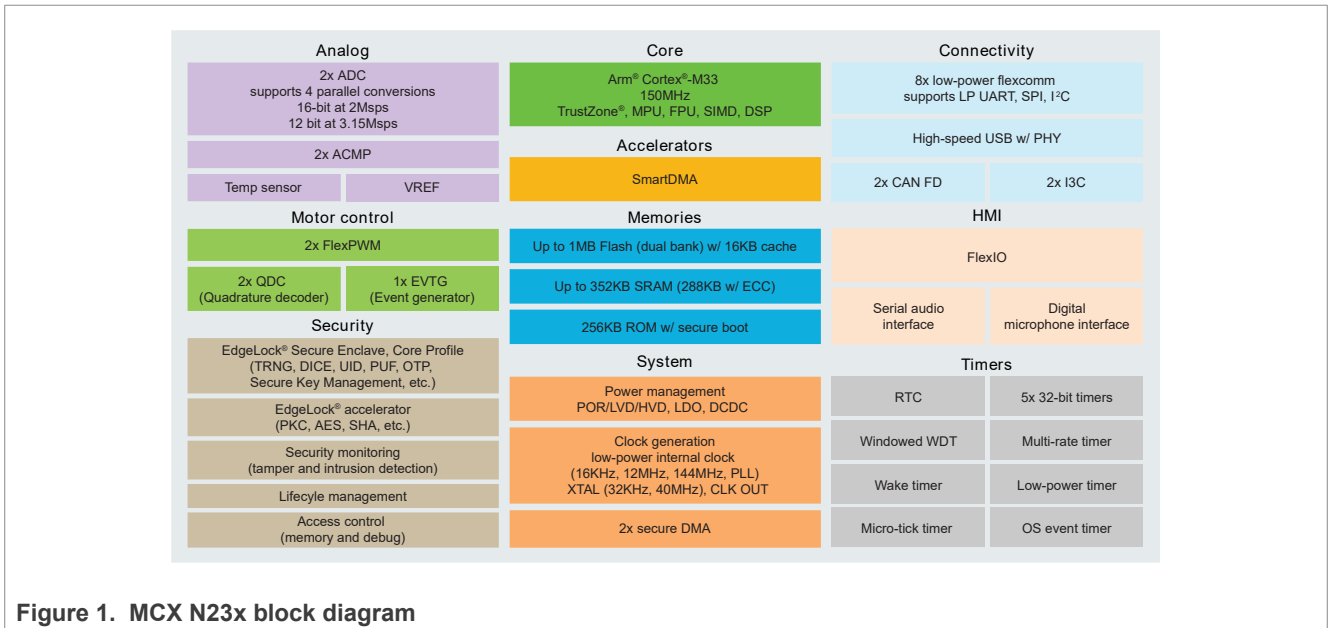 Analog
2x ADC
supports 4 parallel conversions
16-bit at 2Msps
12 bit at 3.15Msps
2x ACMP
Temp sensor
VREF
Motor control
2x FlexPWM
2x QDC
(Quadrature decoder)
1x EVTG
(Event generator)
Security
EdgeLock® Secure Enclave, Core Profile
(TRNG, DICE, UID, PUF, OTP,
Secure Key Management, etc.)
EdgeLock® accelerator
(PKC, AES, SHA, etc.)
Security monitoring
(tamper and intrusion detection)
Lifecyle management
Access control
(memory and debug)
Core
Arm® Cortex®-M33
150MHz
TrustZone®, MPU, FPU, SIMD, DSP
Accelerators
SmartDMA
Memories
Up to 1MB Flash (dual bank) w/ 16KB cache
Up to 352KB SRAM (288KB w/ ECC)
256KB ROM w/ secure boot
System
Power management
POR/LVD/HVD, LDO, DCDC
Clock generation
low-power internal clock
(16KHz, 12MHz, 144MHz, PLL)
XTAL (32KHz, 40MHz), CLK OUT
2x secure DMA
Connectivity
8x low-power flexcomm
supports LP UART, SPI, I²C
High-speed USB w/ PHY
2x CAN FD
2x I3C
HMI
FlexIO
Serial audio
interface
Digital
microphone interface
Timers
RTC
5x 32-bit timers
Windowed WDT
Multi-rate timer
Wake timer
Low-power timer
Micro-tick timer
OS event timer
Figure 1. MCX N23x block diagram